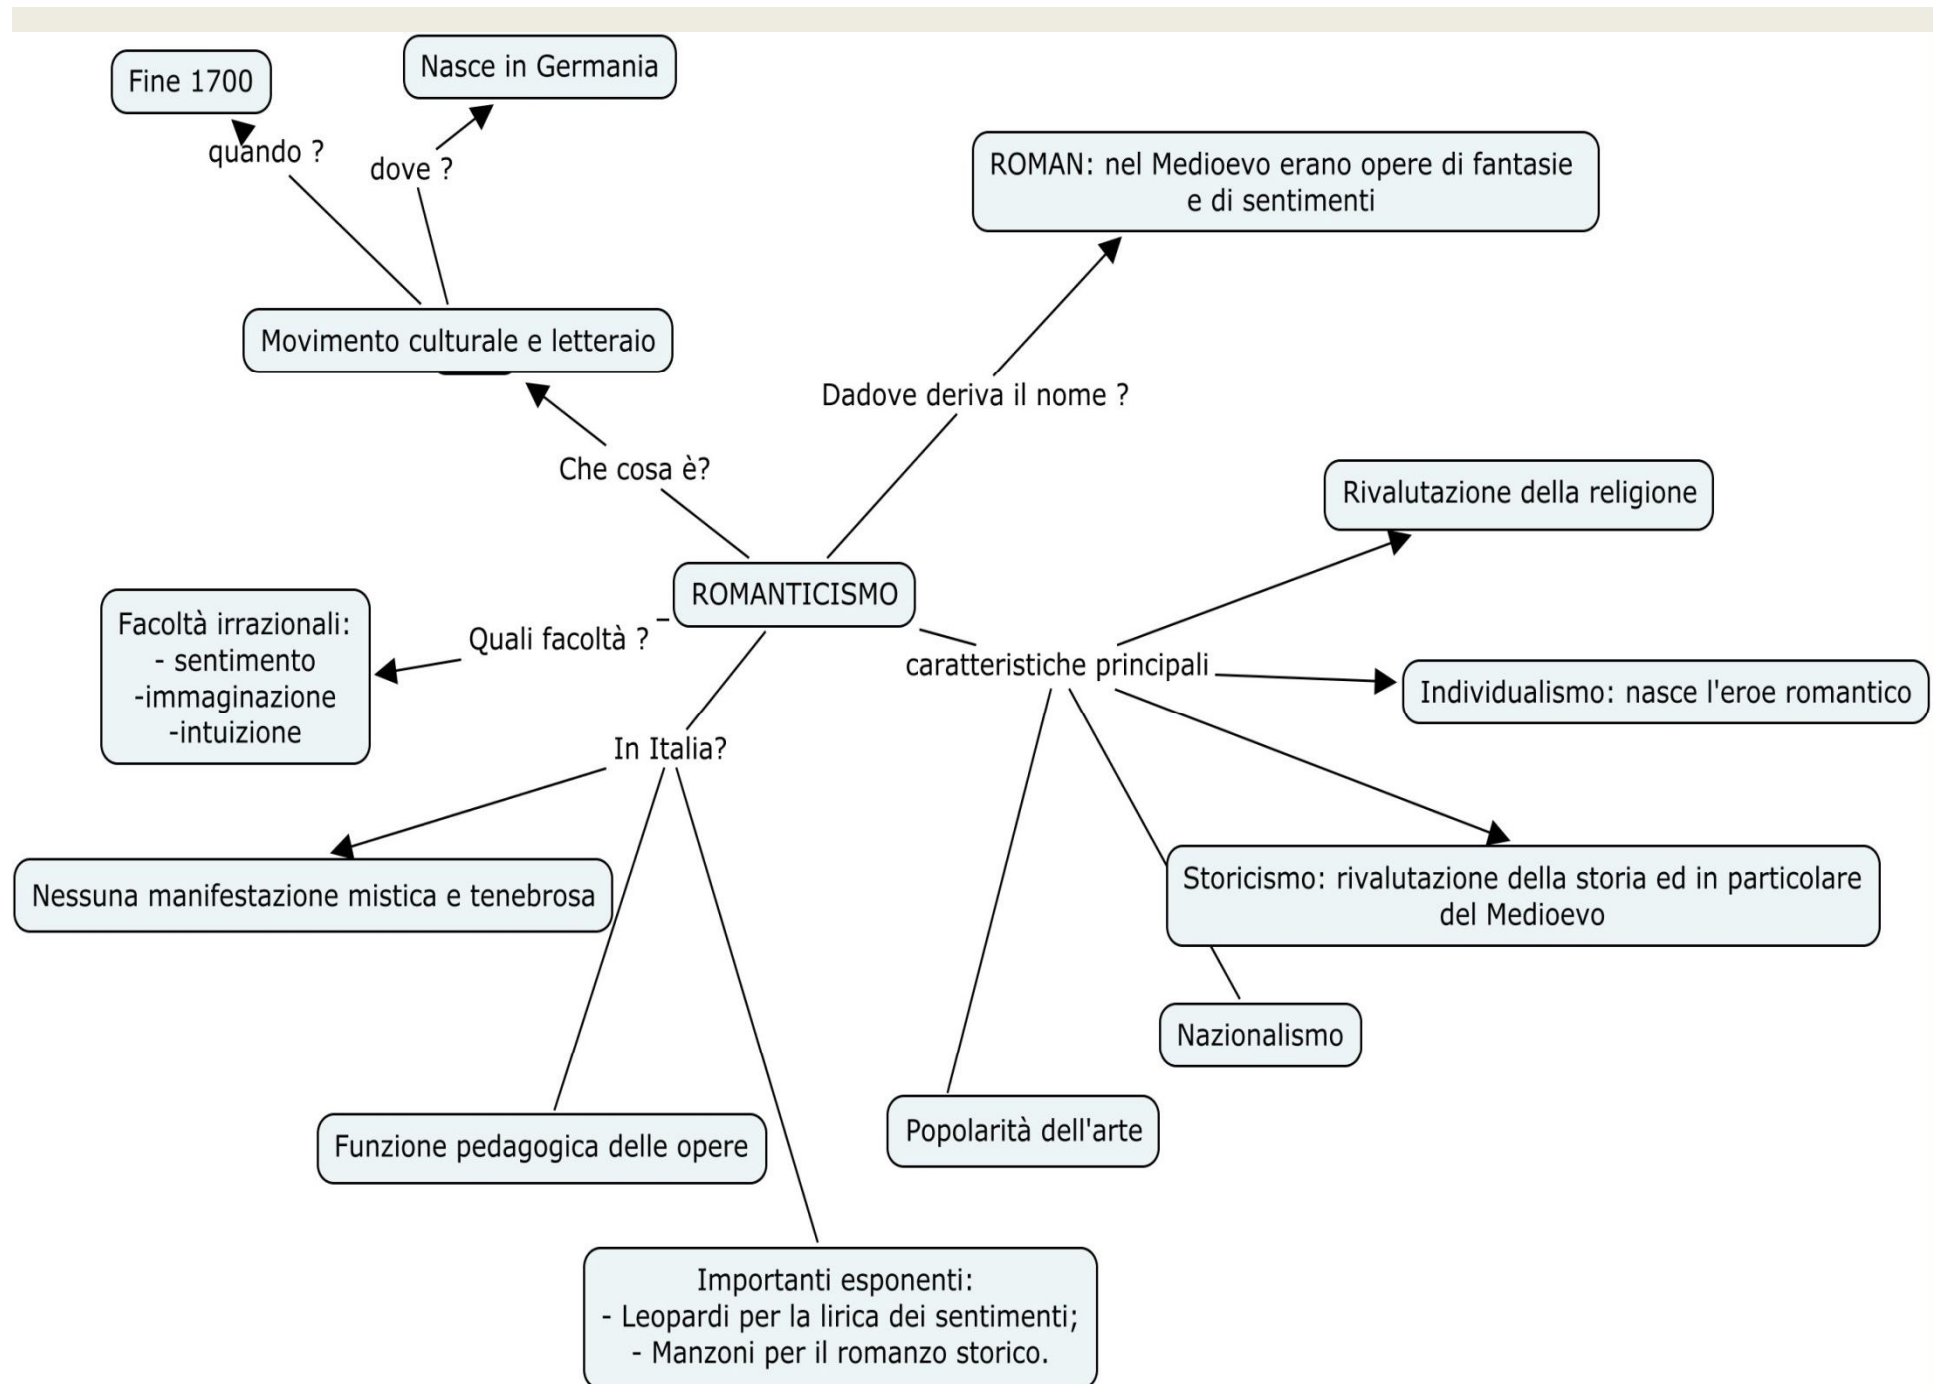 Fine 1700
Nasce in Germania
quando ?
dove ?
ROMAN: nel Medioevo erano opere di fantasie
e di sentimenti
Movimento culturale e letteraio
Dadove deriva il nome ?
Che cosa è?
Rivalutazione della religione
ROMANTICISMO
Facoltà irrazionali:
- sentimento
-immaginazione
-intuizione
Quali facoltà ?
caratteristiche principali
Individualismo: nasce l'eroe romantico
In Italia?
Nessuna manifestazione mistica e tenebrosa
Storicismo: rivalutazione della storia ed in particolare
del Medioevo
Nazionalismo
Popolarità dell'arte
Funzione pedagogica delle opere
Importanti esponenti:
- Leopardi per la lirica dei sentimenti;
- Manzoni per il romanzo storico.